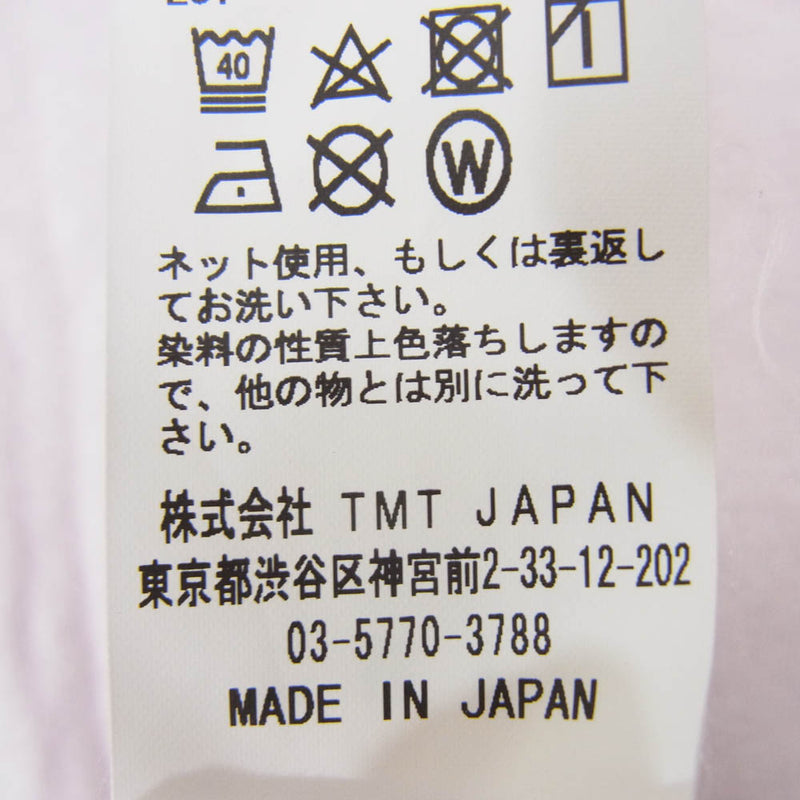 40
W
ネット使用、もしくは裏返し
てお洗い下さい。
染料の性質上色落ちしますの
で、他の物とは別に洗って下
さい。
株式会社 TMT JAPAN
東京都渋谷区神宮前2-33-12-202
03-5770-3788
MADE IN JAPAN